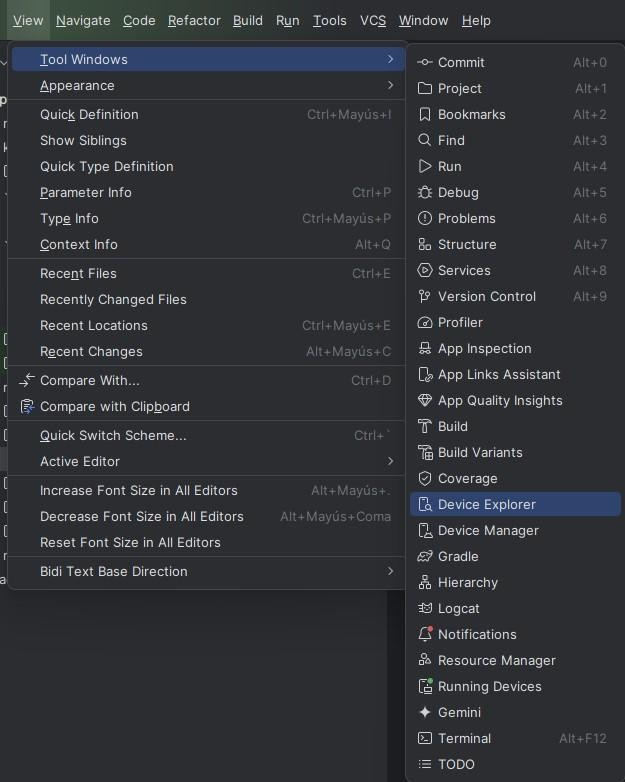 View Navigate Code Refactor Build Run Tools VCS Window Help
Tool Windows
Appearance
Quick Definition Ctrl+Mayús+I
Show Siblings
Quick Type Definition
Parameter Info Ctrl+P
Type Info Ctrl+Mayús+P
Context Info Alt+Q
Recent Files Ctrl+E
Recently Changed Files
Recent Locations Ctrl+Mayús+E
Recent Changes Alt+Mayús+C
Compare With... Ctrl+D
Compare with Clipboard
Quick Switch Scheme... Ctrl+`
Active Editor
Increase Font Size in All Editors Alt+Mayús+.
Decrease Font Size in All Editors Alt+Mayús+Coma
Reset Font Size in All Editors
Bidi Text Base Direction
Commit Alt+0
Project Alt+1
Bookmarks Alt+2
Find Alt+3
Run Alt+4
Debug Alt+5
Problems Alt+6
Structure Alt+7
Services Alt+8
Version Control Alt+9
Profiler
App Inspection
App Links Assistant
App Quality Insights
Build
Build Variants
Coverage
Device Explorer
Device Manager
Gradle
Hierarchy
Logcat
Notifications
Resource Manager
Running Devices
Gemini
Terminal Alt+F12
TODO